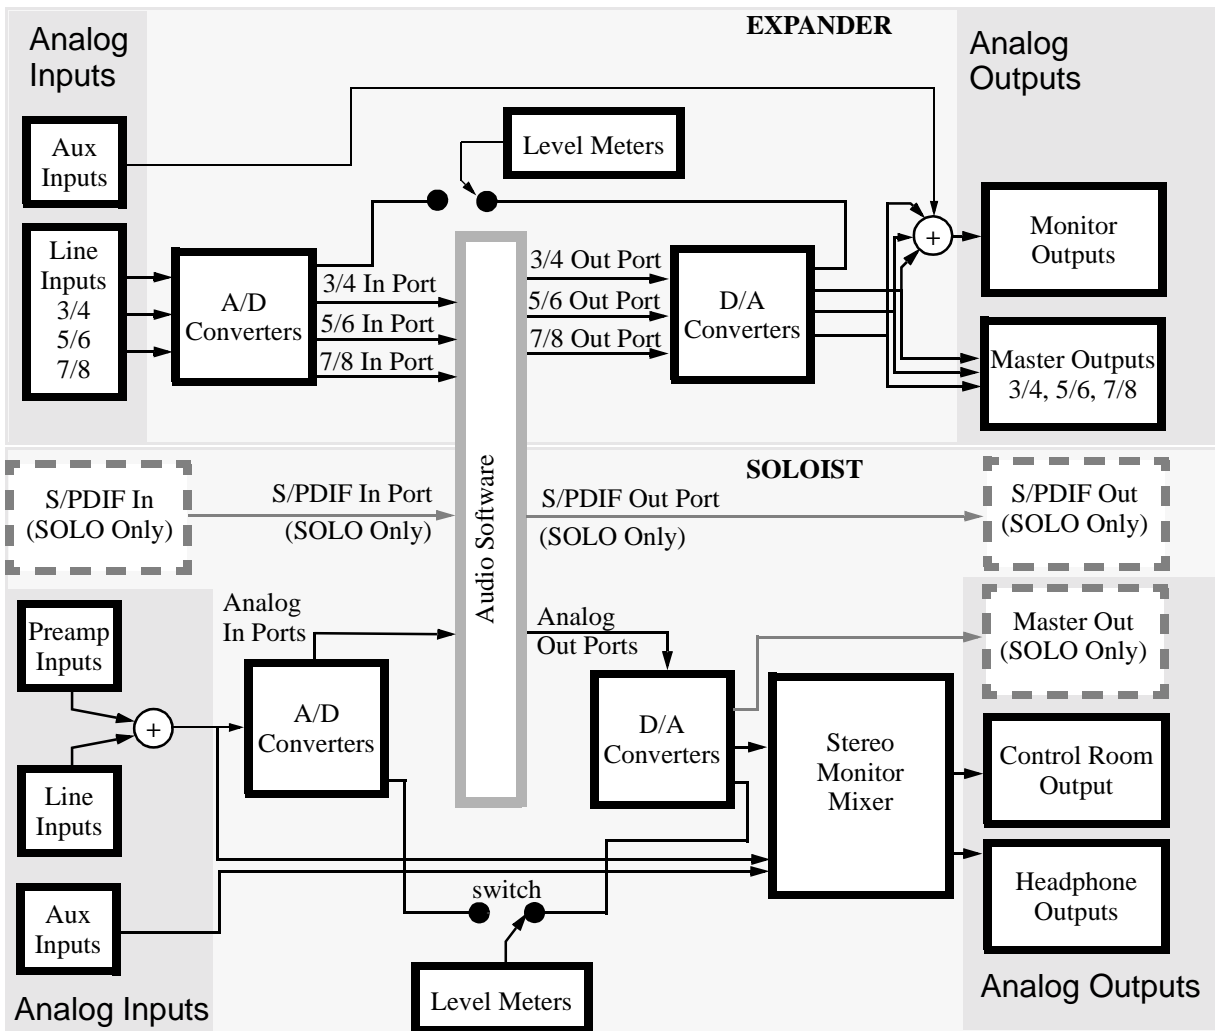 EXPANDER
Analog
Inputs
Analog
Outputs
Aux
Inputs
Level Meters
Line
Inputs
3/4
5/6
7/8
A/D
Converters
3/4 In Port
5/6 In Port
7/8 In Port
3/4 Out Port
5/6 Out Port
7/8 Out Port
D/A
Converters
+
Monitor
Outputs
Master Outputs
3/4, 5/6, 7/8
Audio Software
SOLOIST
S/PDIF In
(SOLO Only)
S/PDIF In Port
(SOLO Only)
S/PDIF Out Port
(SOLO Only)
S/PDIF Out
(SOLO Only)
Preamp
Inputs
Analog
In Ports
Analog
Out Ports
Master Out
(SOLO Only)
+
A/D
Converters
D/A
Converters
Stereo
Monitor
Mixer
Control Room
Output
Line
Inputs
Headphone
Outputs
Aux
Inputs
switch
Level Meters
Analog Inputs
Analog Outputs